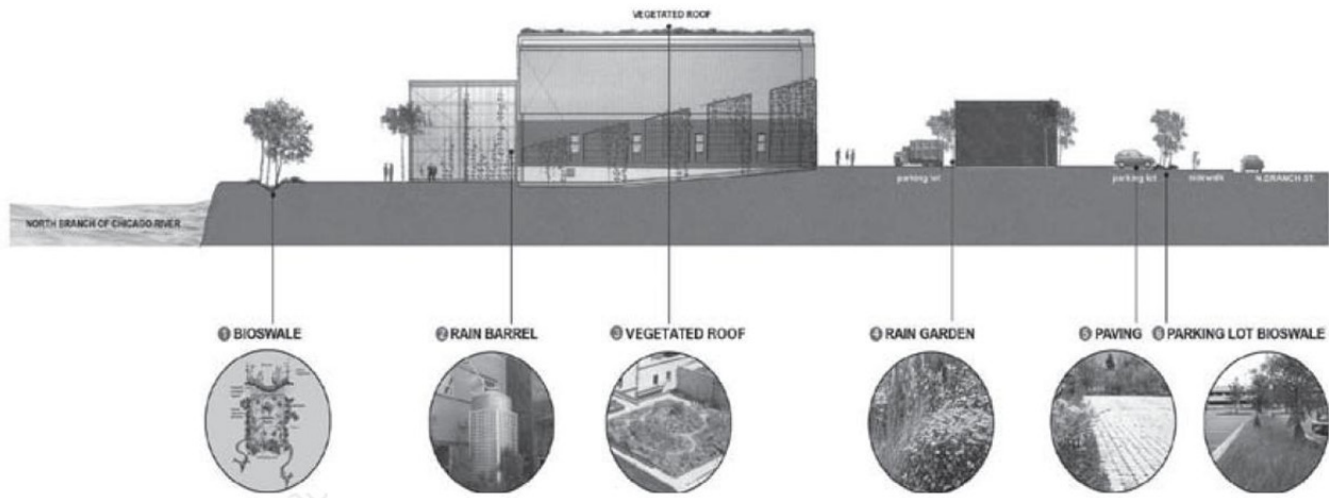 VEGETATED ROOF
parking lot
parking lot
sidewalk
N.BRANCH ST.
NORTH BRANCH OF CHICAGO RIVER
1 BIOSWALE
2 RAIN BARREL
3 VEGETATED ROOF
4 RAIN GARDEN
5 PAVING
6 PARKING LOT BIOSWALE